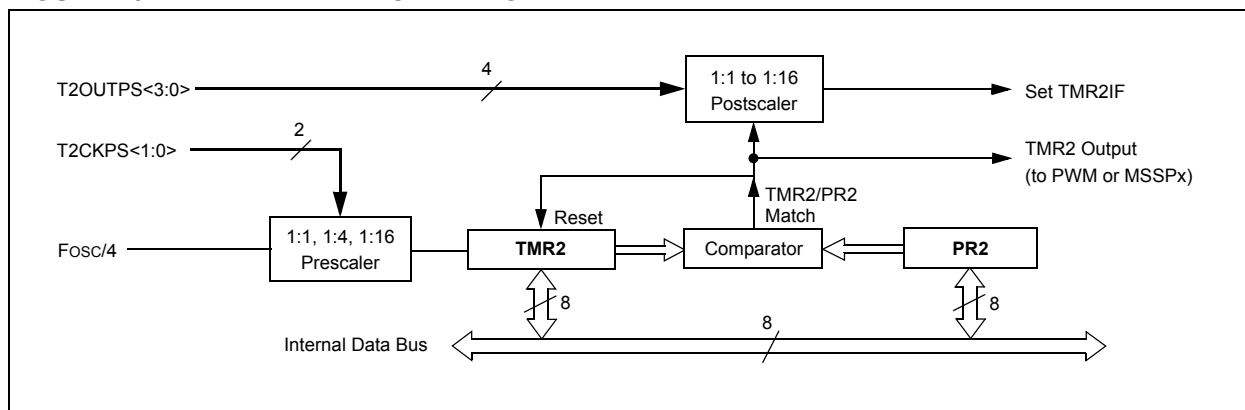 T2OUTPS<3:0>
4
1:1 to 1:16
Postscaler
Set TMR2IF
T2CKPS<1:0>
2
TMR2 Output
(to PWM or MSSPx)
TMR2/PR2
Match
Reset
FOSC/4
1:1, 1:4, 1:16
Prescaler
TMR2
Comparator
PR2
8
8
8
Internal Data Bus